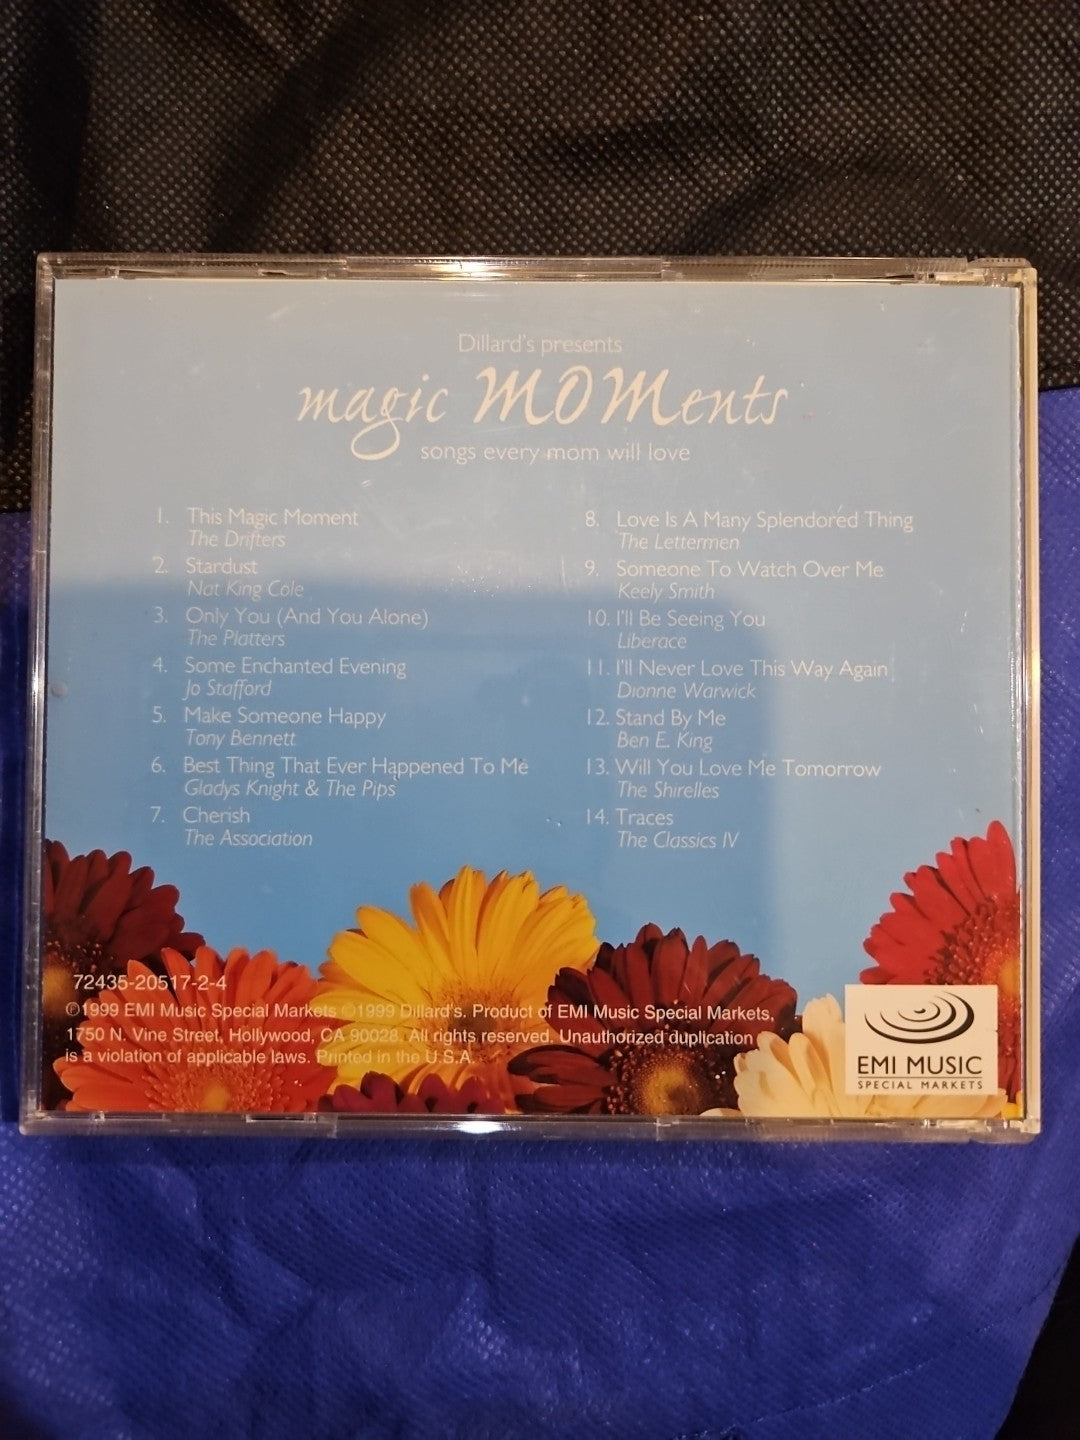 Dillard's presents
magic MOMents
songs every mom will love
1. This Magic Moment
The Drifters
2. Stardust
Nat King Cole
3. Only You (And You Alone)
The Platters
4. Some Enchanted Evening
Jo Stafford
5. Make Someone Happy
Tony Bennett
6. Best Thing That Ever Happened To Me
Gladys Knight & The Pips
7. Cherish
The Association
8. Love Is A Many Splendored Thing
The Lettermen
9. Someone To Watch Over Me
Keely Smith
10. I'll Be Seeing You
Liberace
11. I'll Never Love This Way Again
Dionne Warwick
12. Stand By Me
Ben E. King
13. Will You Love Me Tomorrow
The Shirelles
14. Traces
The Classics IV
72435-20517-2-4
℗1999 EMI Music Special Markets ©1999 Dillard's. Product of EMI Music Special Markets,
1750 N. Vine Street, Hollywood, CA 90028. All rights reserved. Unauthorized duplication
is a violation of applicable laws. Printed in the U.S.A.
EMI MUSIC
SPECIAL MARKETS